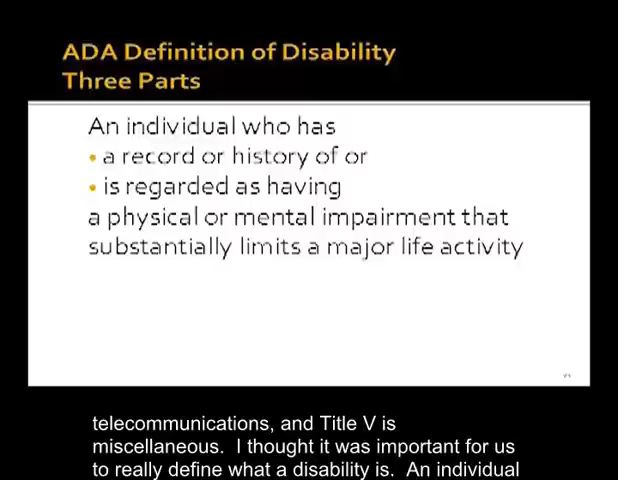 ADA Definition of Disability
Three Parts
An individual who has
• a record or history of or
• is regarded as having
a physical or mental impairment that
substantially limits a major life activity
telecommunications, and Title V is
miscellaneous.  I thought it was important for us
to really define what a disability is.  An individual